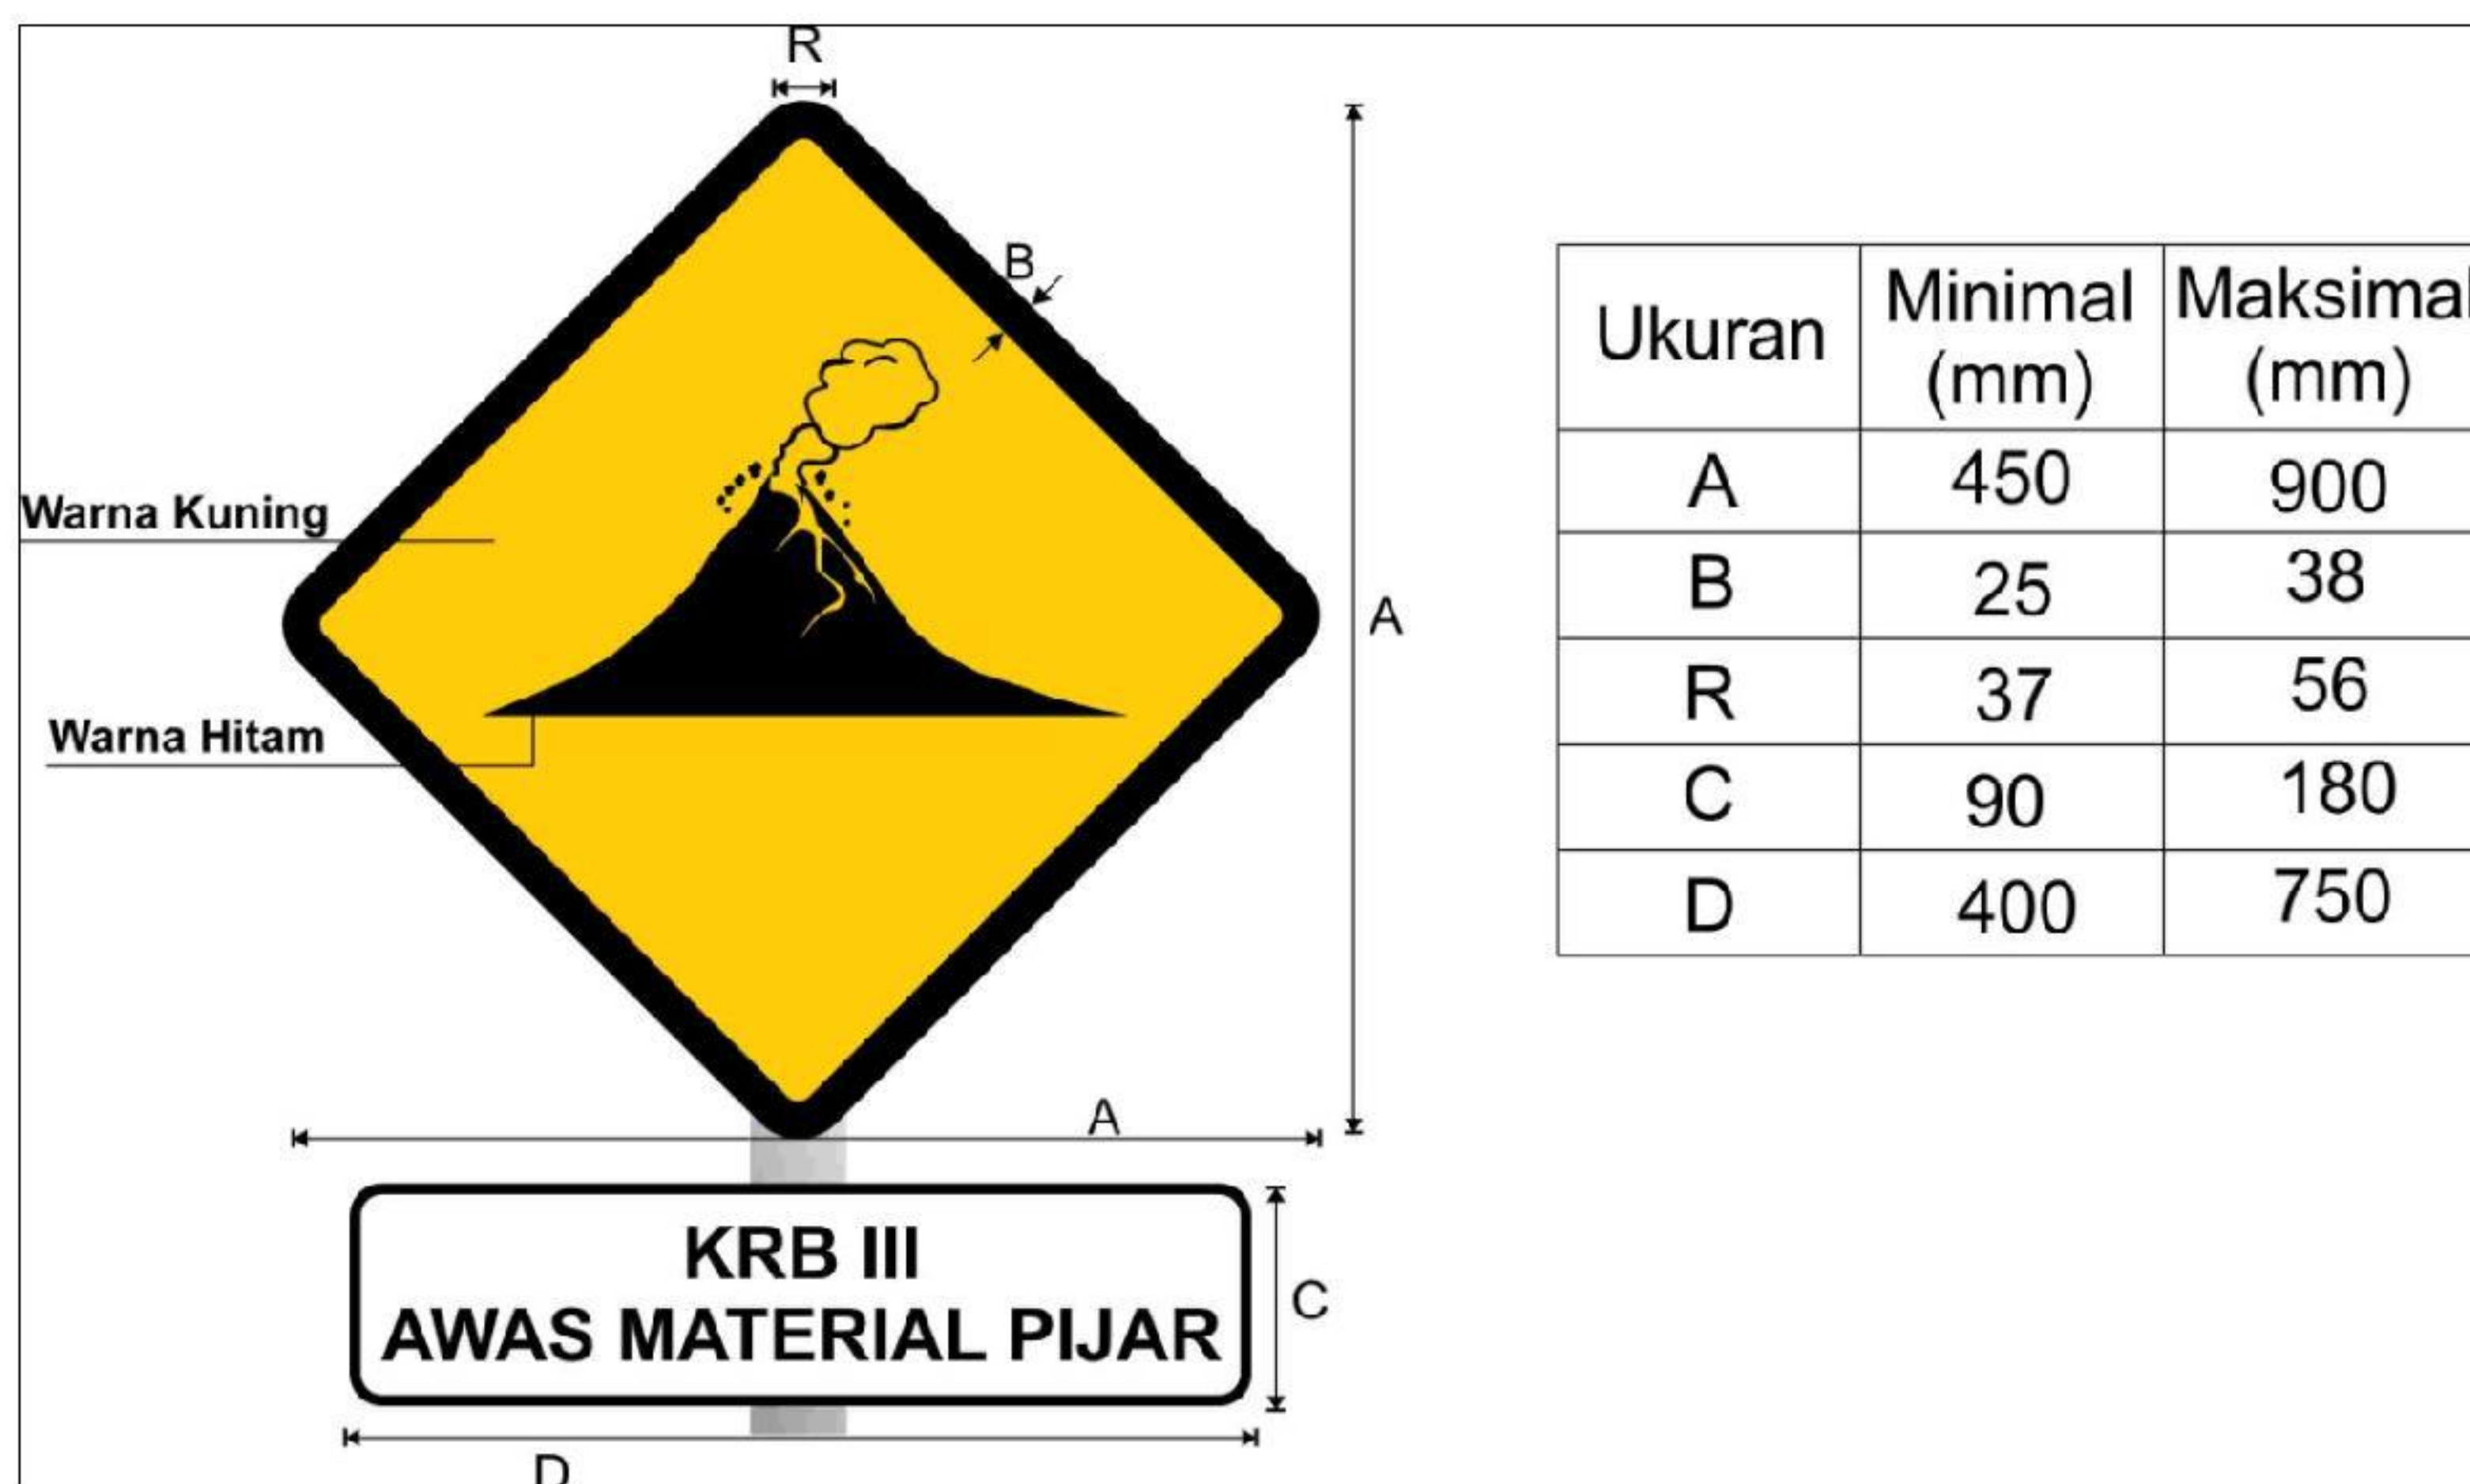 R
B
Warna Kuning
A
Warna Hitam
A
KRB III
AWAS MATERIAL PIJAR
C
D
Ukuran Minimal (mm) Maksimal (mm)
A 450 900
B 25 38
R 37 56
C 90 180
D 400 750